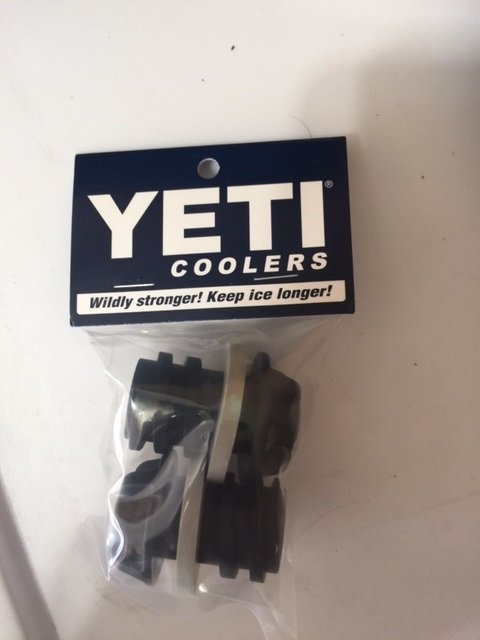 YETI®
COOLERS
Wildly stronger! Keep ice longer!